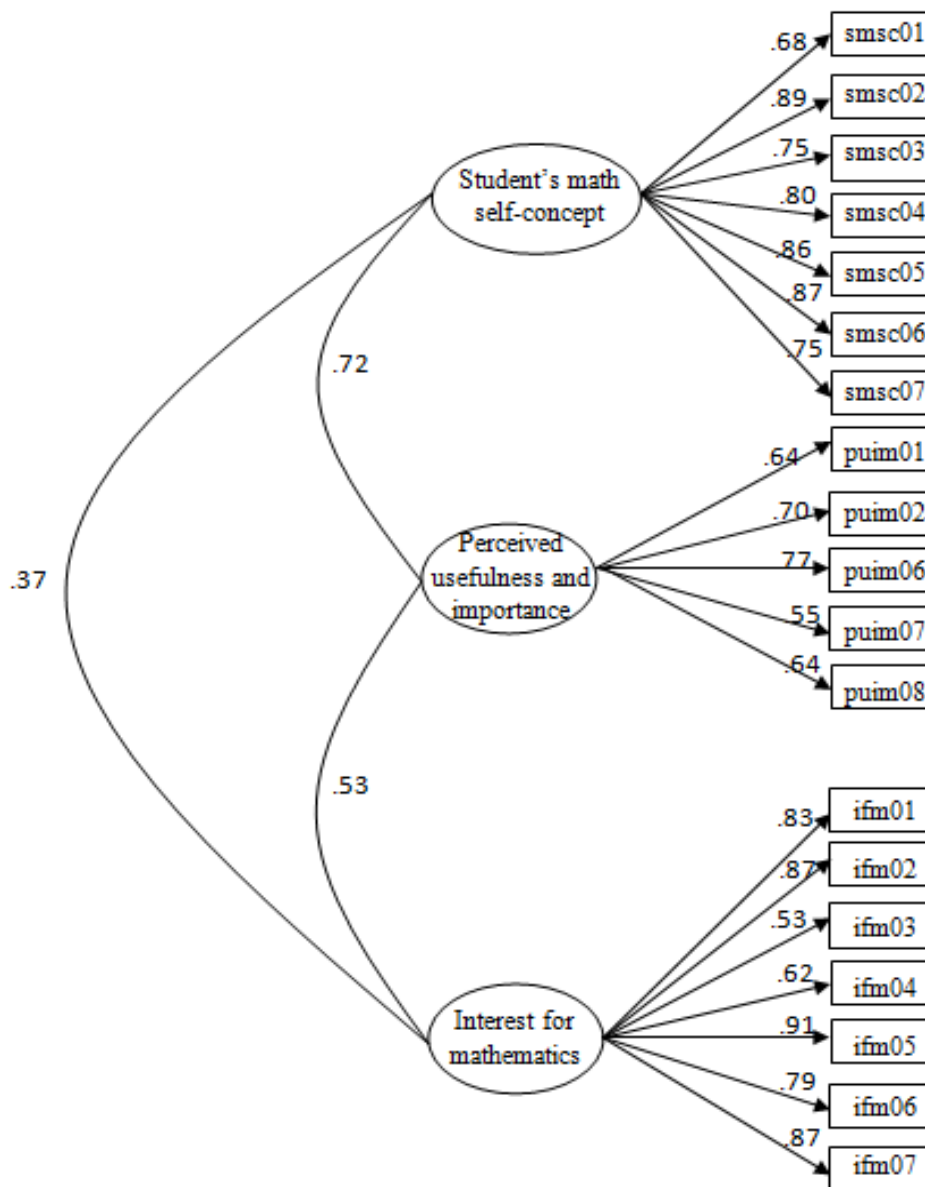 .68
smsc01
.89
smsc02
.75
smsc03
Student's math
self-concept
.80
smsc04
.86
smsc05
.87
smsc06
.75
smsc07
.72
.64
puim01
.70
puim02
Perceived
usefulness and
importance
.77
puim06
.55
puim07
.64
puim08
.37
.53
.83
ifm01
.87
ifm02
.53
ifm03
.62
ifm04
Interest for
mathematics
.91
ifm05
.79
ifm06
.87
ifm07